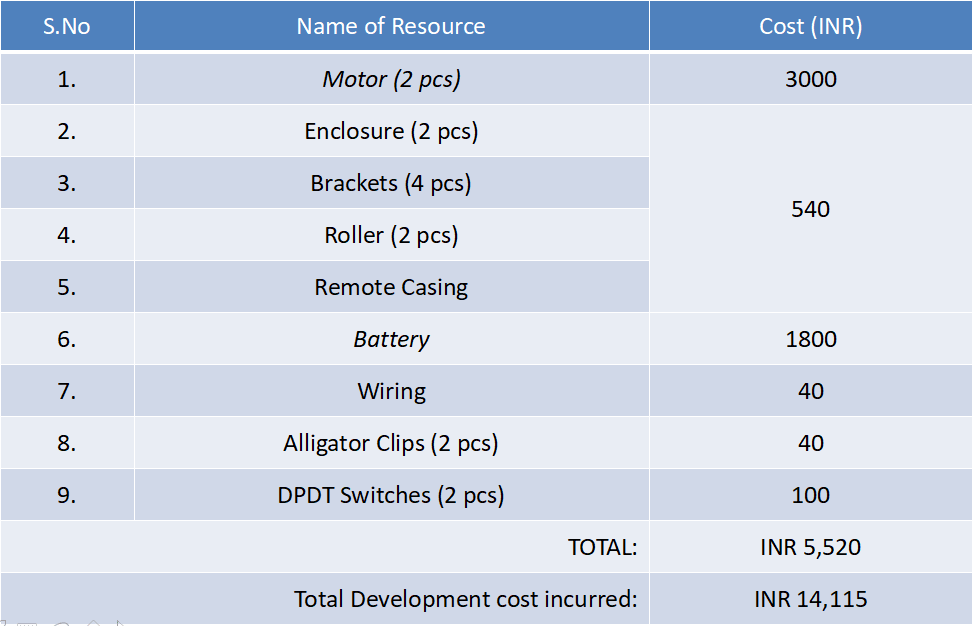 S.No Name of Resource Cost (INR)
1. Motor (2 pcs) 3000
2. Enclosure (2 pcs)
3. Brackets (4 pcs)
540
4. Roller (2 pcs)
5. Remote Casing
6. Battery 1800
7. Wiring 40
8. Alligator Clips (2 pcs) 40
9. DPDT Switches (2 pcs) 100
TOTAL: INR 5,520
Total Development cost incurred: INR 14,115